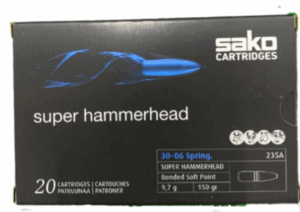 sako
CARTRIDGES
super hammerhead
30-06 Spring. 235A
SUPER HAMMERHEAD
Bonded Soft Point
9,7 g 150 gr
20 CARTRIDGES | CARTOUCHES
PATRUUNAA | PATRONER